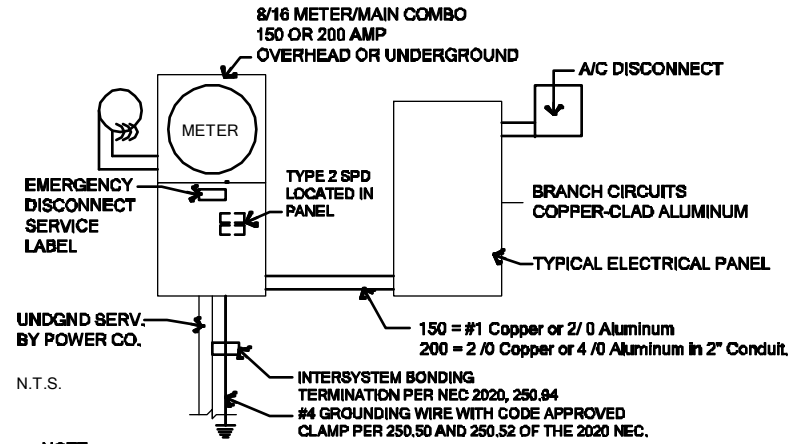 8/16 METER/MAIN COMBO
150 OR 200 AMP
OVERHEAD OR UNDERGROUND
A/C DISCONNECT
METER
TYPE 2 SPD
LOCATED IN
PANEL
EMERGENCY
DISCONNECT
SERVICE
LABEL
BRANCH CIRCUITS
COPPER-CLAD ALUMINUM
TYPICAL ELECTRICAL PANEL
UNDGND SERV.
BY POWER CO.
150 = #1 Copper or 2/ 0 Aluminum
200 = 2 /0 Copper or 4 /0 Aluminum in 2" Conduit.
N.T.S.
INTERSYSTEM BONDING
TERMINATION PER NEC 2020, 250.94
#4 GROUNDING WIRE WITH CODE APPROVED
CLAMP PER 250.50 AND 250.52 OF THE 2020 NEC.